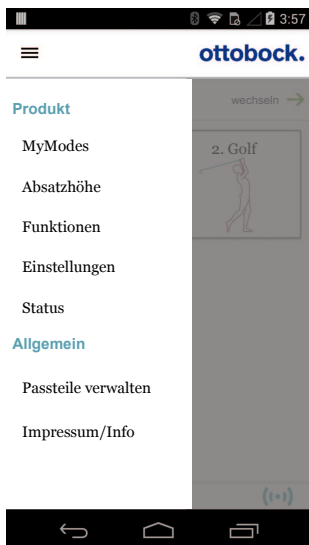 3:57
ottobock.
Produkt
wechseln
MyModes
2. Golf
Absatzhöhe
Funktionen
Einstellungen
Status
Allgemein
Passteile verwalten
Impressum/Info